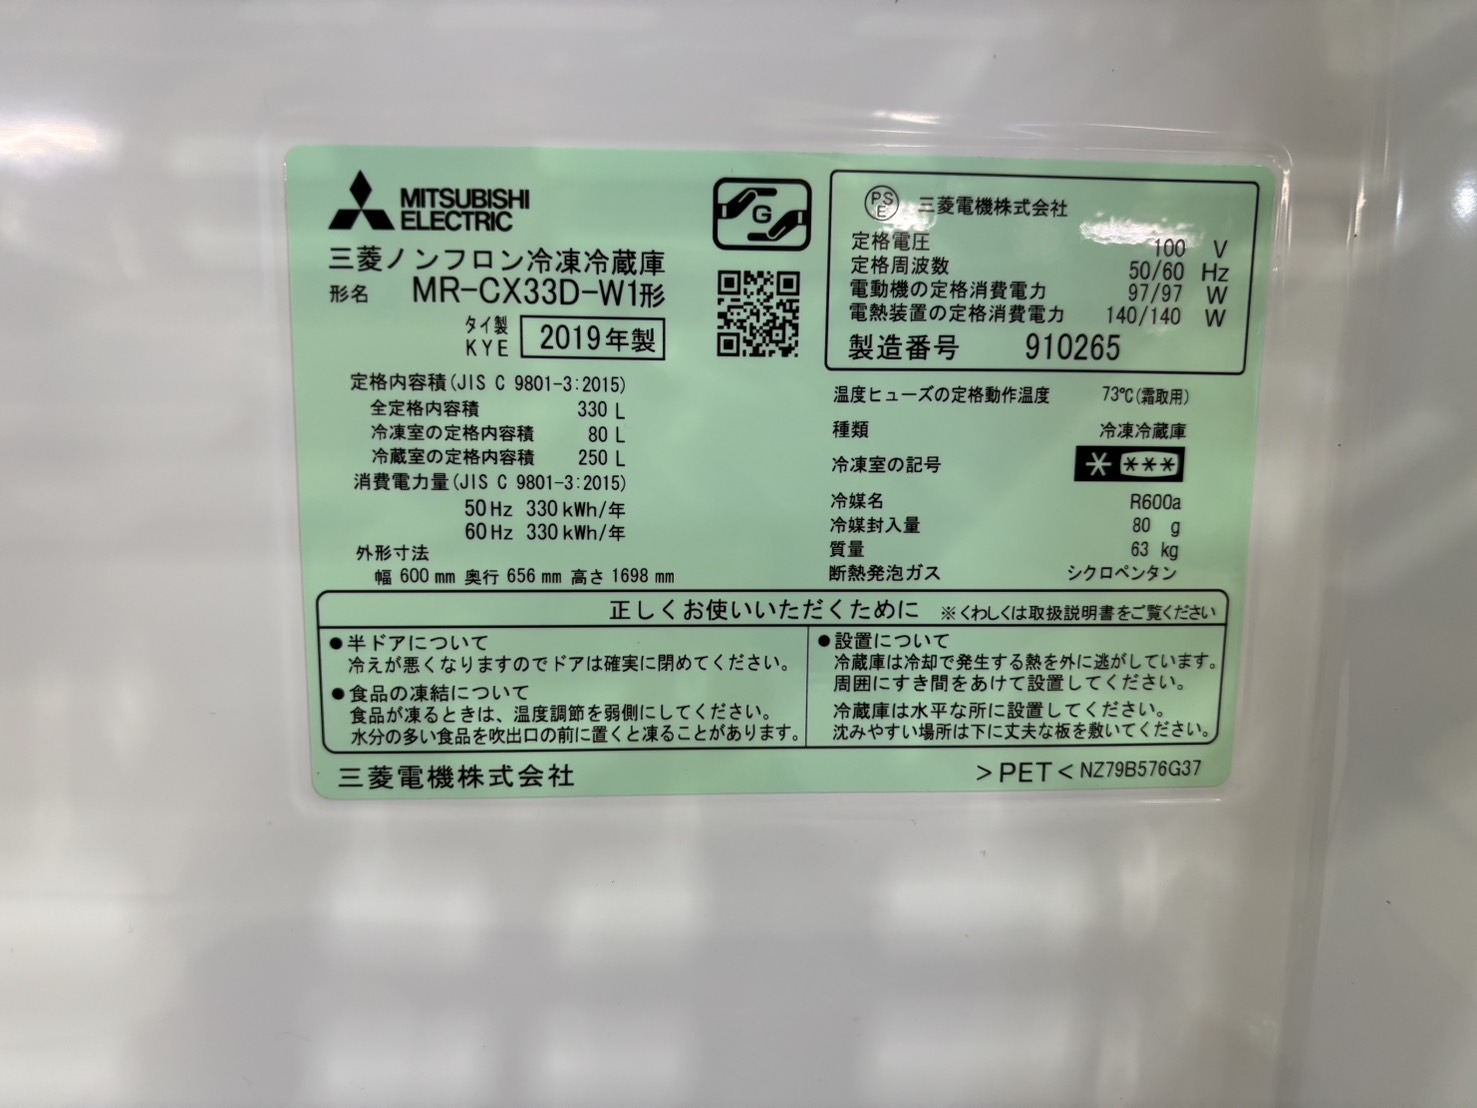 MITSUBISHI
ELECTRIC
三菱ノンフロン冷凍冷蔵庫
形名 MR-CX33D-W1形
タイ製
KYE
2019年製
G
定格内容積(JIS C 9801-3:2015)
全定格内容積 330 L
冷凍室の定格内容積 80 L
冷蔵室の定格内容積 250 L
消費電力量(JIS C 9801-3:2015)
50Hz 330kWh/年
60Hz 330kWh/年
外形寸法
幅 600mm 奥行 656mm 高さ 1698mm
PS
E
三菱電機株式会社
定格電圧 100 V
定格周波数 50/60 Hz
電動機の定格消費電力 97/97 W
電熱装置の定格消費電力 140/140 W
製造番号 910265
温度ヒューズの定格動作温度 73℃(霜取用)
種類 冷凍冷蔵庫
冷凍室の記号 * ***
冷媒名 R600a
冷媒封入量 80 g
質量 63 kg
断熱発泡ガス シクロペンタン
正しくお使いいただくために ※くわしくは取扱説明書をご覧ください
●半ドアについて
冷えが悪くなりますのでドアは確実に閉めてください。
●食品の凍結について
食品が凍るときは、温度調節を弱側にしてください。
水分の多い食品を吹出口の前に置くと凍ることがあります。
●設置について
冷蔵庫は冷却で発生する熱を外に逃がしています。
周囲にすき間をあけて設置してください。
冷蔵庫は水平な所に設置してください。
沈みやすい場所は下に丈夫な板を敷いてください。
三菱電機株式会社
>PET< NZ79B576G37